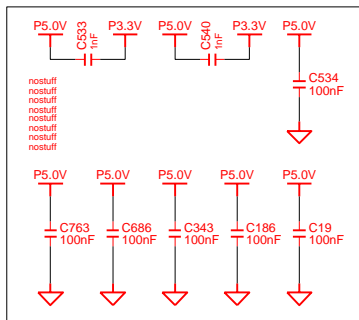 P5.0V C533 1nF P3.3V P5.0V C540 1nF P3.3V P5.0V
C534
100nF
nostuff
nostuff
nostuff
nostuff
nostuff
nostuff
nostuff
nostuff
P5.0V P5.0V P5.0V P5.0V P5.0V
C763 C686 C343 C186 C19
100nF 100nF 100nF 100nF 100nF